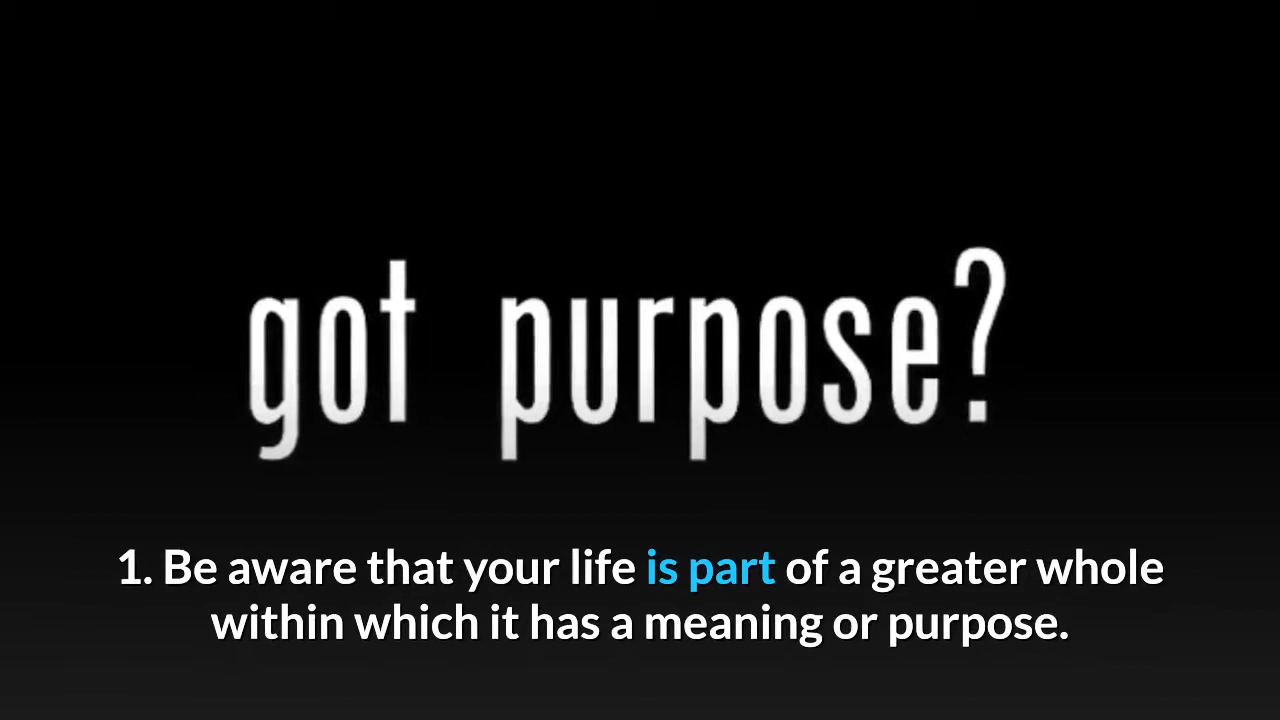 got purpose?
1. Be aware that your life is part of a greater whole
within which it has a meaning or purpose.